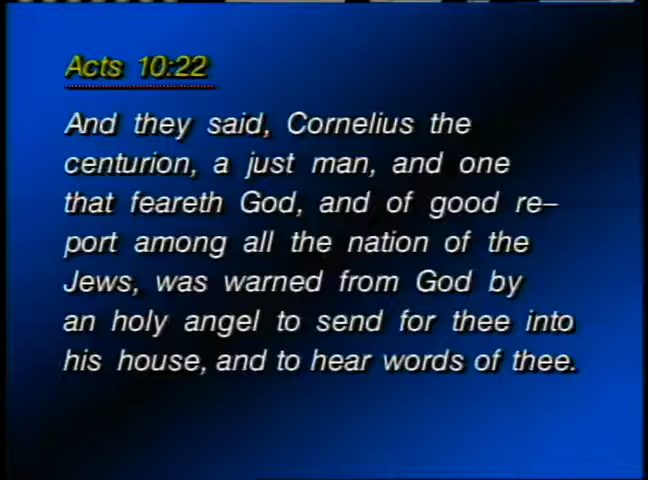 Acts 10:22
And they said, Cornelius the
centurion, a just man, and one
that feareth God, and of good re–
port among all the nation of the
Jews, was warned from God by
an holy angel to send for thee into
his house, and to hear words of thee.